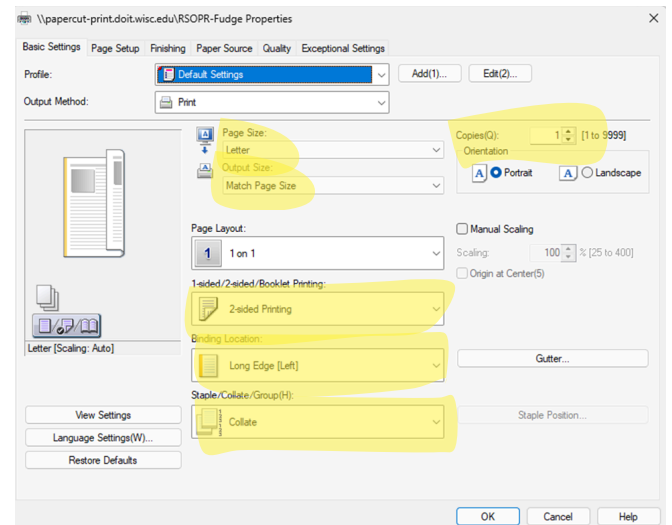 \\papercut-print.doit.wisc.edu\RSOPR-Fudge Properties
Basic Settings Page Setup Finishing Paper Source Quality Exceptional Settings
Profile: Default Settings Add(1)... Edit(2)...
Output Method: Print
Page Size:
Letter
Output Size:
Match Page Size
Copies(Q): 1 [1 to 9999]
Orientation
A Portrait A Landscape
Page Layout:
1 1 on 1
Manual Scaling
Scaling: 100 % [25 to 400]
Origin at Center(5)
1-sided/2-sided/Booklet Printing:
2-sided Printing
Letter [Scaling: Auto]
Binding Location:
Long Edge [Left]
Gutter...
Staple/Collate/Group(H):
Collate
Staple Position...
View Settings
Language Settings(W)...
Restore Defaults
OK Cancel Help